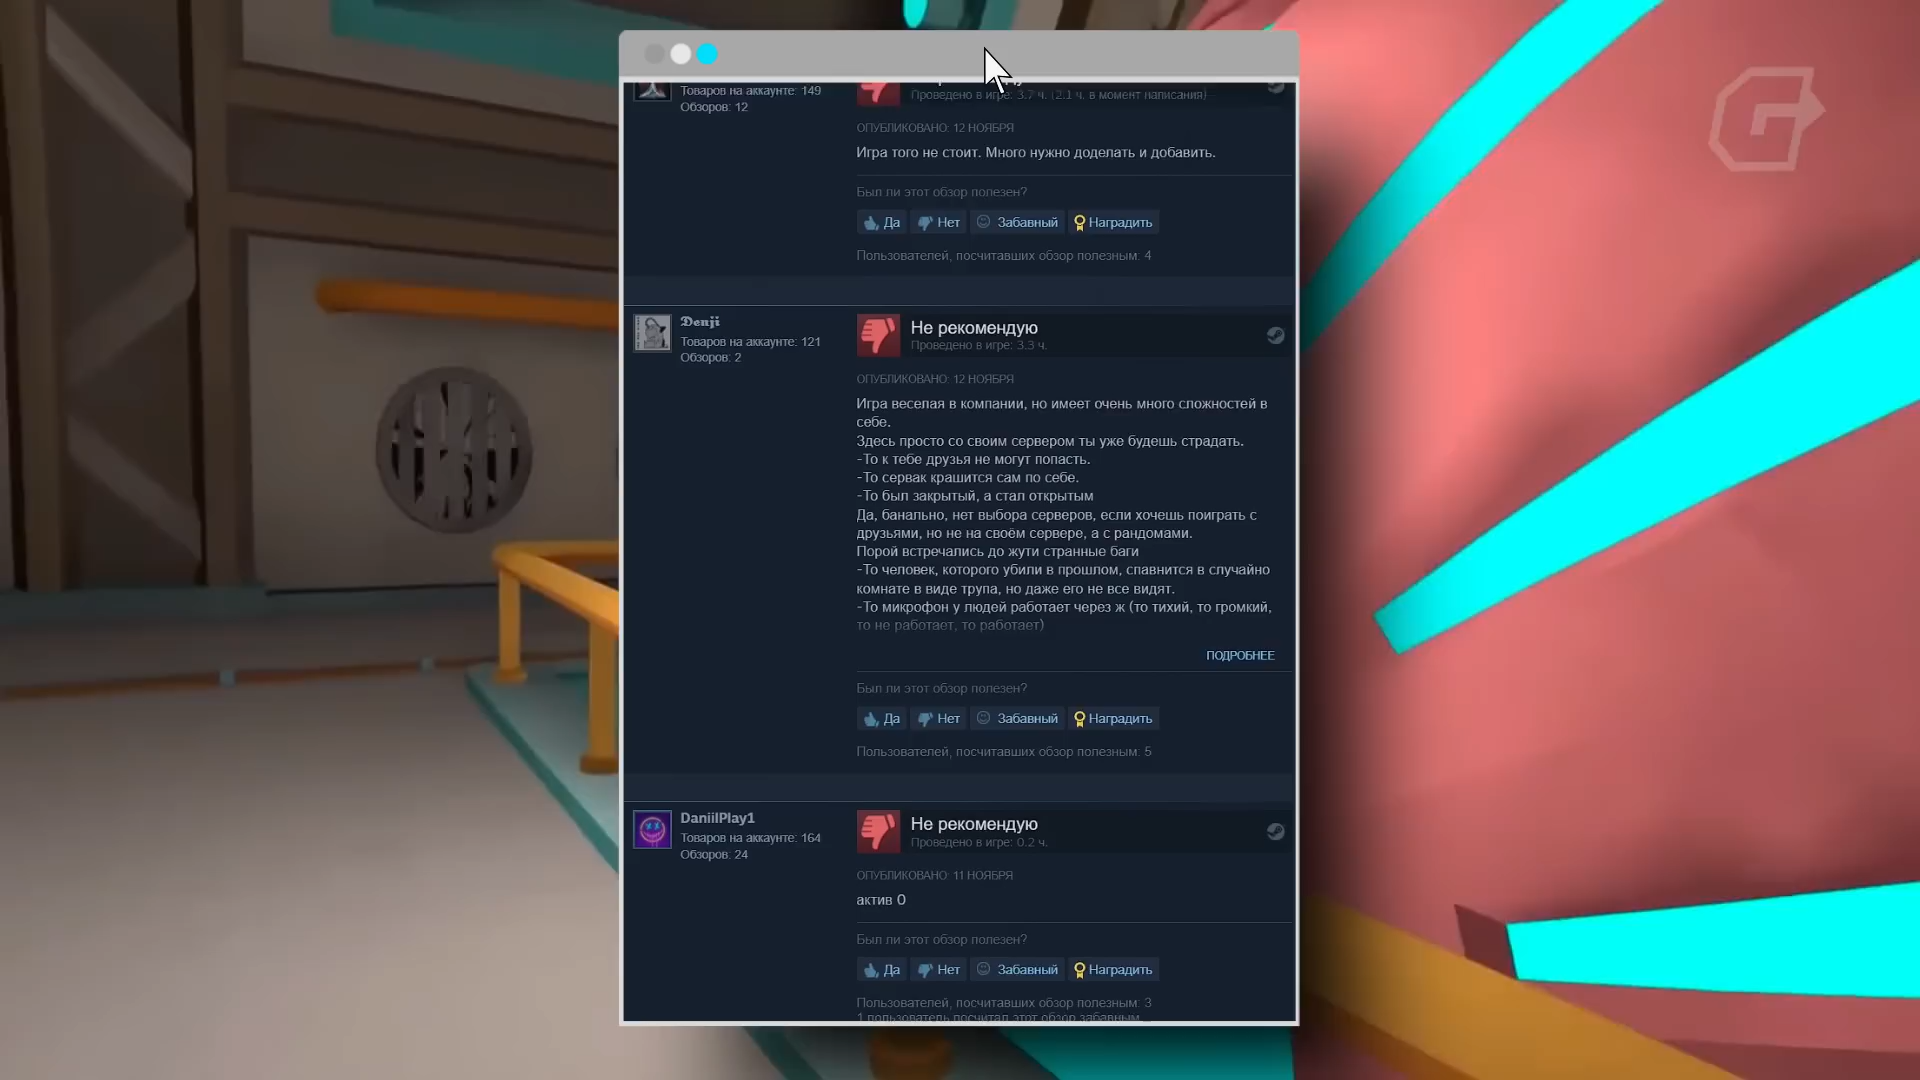 Товаров на аккаунте: 149
Обзоров: 12
Проведено в игре: 3.7 ч. (2.1 ч. в момент написания)
ОПУБЛИКОВАНО: 12 НОЯБРЯ
Игра того не стоит. Много нужно доделать и добавить.
Был ли этот обзор полезен?
Да Нет Забавный Наградить
Пользователей, посчитавших обзор полезным: 4
Denji
Товаров на аккаунте: 121
Обзоров: 2
Не рекомендую
Проведено в игре: 3.3 ч.
ОПУБЛИКОВАНО: 12 НОЯБРЯ
Игра веселая в компании, но имеет очень много сложностей в
себе.
Здесь просто со своим сервером ты уже будешь страдать.
-То к тебе друзья не могут попасть.
-То сервак крашится сам по себе.
-То был закрытый, а стал открытым
Да, банально, нет выбора серверов, если хочешь поиграть с
друзьями, но не на своём сервере, а с рандомами.
Порой встречались до жути странные баги
-То человек, которого убили в прошлом, спавнится в случайно
комнате в виде трупа, но даже его не все видят.
-То микрофон у людей работает через ж (то тихий, то громкий,
то не работает, то работает)
ПОДРОБНЕЕ
Был ли этот обзор полезен?
Да Нет Забавный Наградить
Пользователей, посчитавших обзор полезным: 5
DaniilPlay1
Товаров на аккаунте: 164
Обзоров: 24
Не рекомендую
Проведено в игре: 0.2 ч.
ОПУБЛИКОВАНО: 11 НОЯБРЯ
актив 0
Был ли этот обзор полезен?
Да Нет Забавный Наградить
Пользователей, посчитавших обзор полезным: 3
1 пользователь посчитал этот обзор забавным